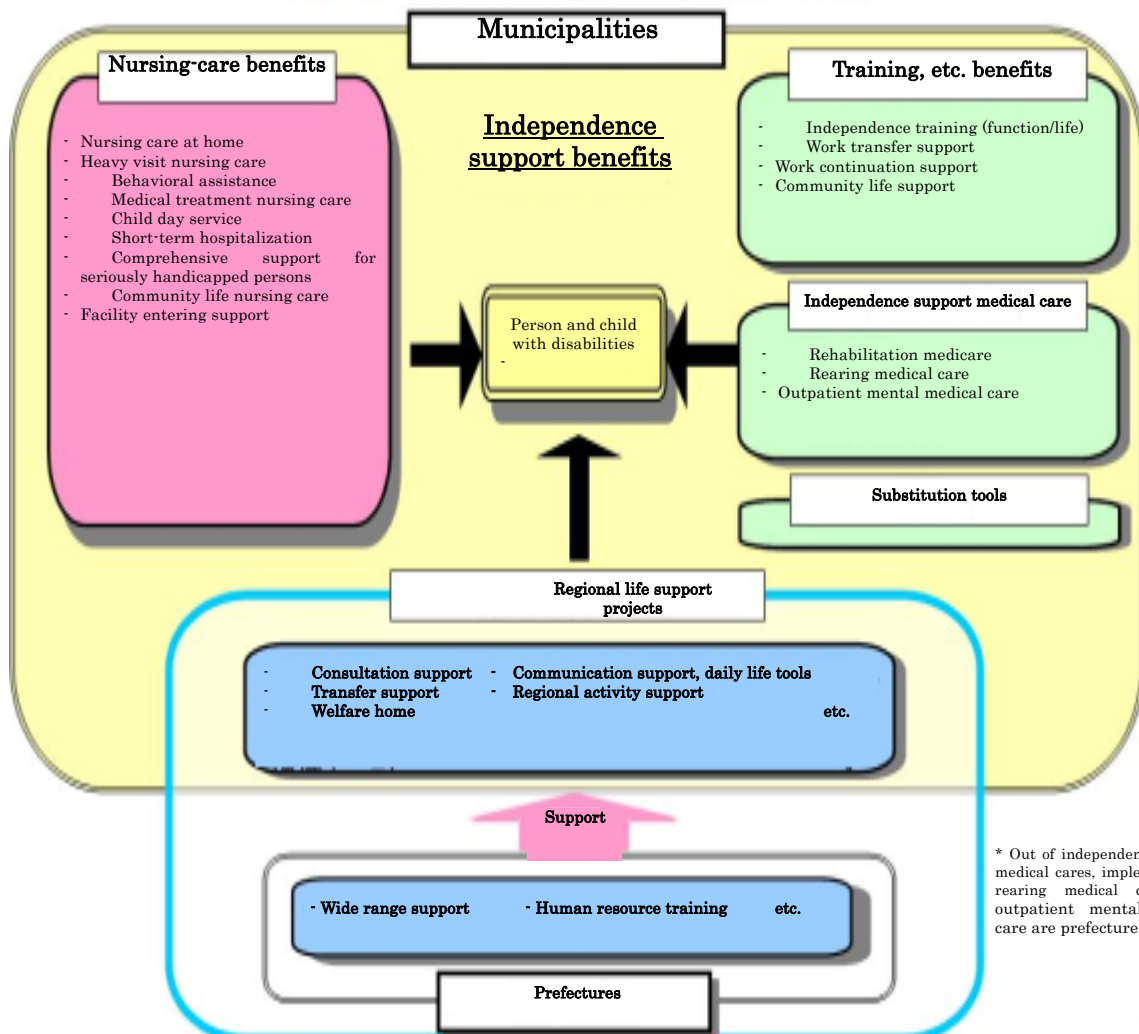 Municipalities
Nursing-care benefits
- Nursing care at home
- Heavy visit nursing care
- Behavioral assistance
- Medical treatment nursing care
- Child day service
- Short-term hospitalization
- Comprehensive support for
seriously handicapped persons
- Community life nursing care
- Facility entering support
Independence
support benefits
Training, etc. benefits
- Independence training (function/life)
- Work transfer support
- Work continuation support
- Community life support
Person and child
with disabilities
-
Independence support medical care
- Rehabilitation medicare
- Rearing medical care
- Outpatient mental medical care
Substitution tools
Regional life support
projects
- Consultation support - Communication support, daily life tools
- Transfer support - Regional activity support
- Welfare home etc.
Support
- Wide range support - Human resource training etc.
Prefectures
* Out of independen
medical cares, imple
rearing medical c
outpatient mental
care are prefecture